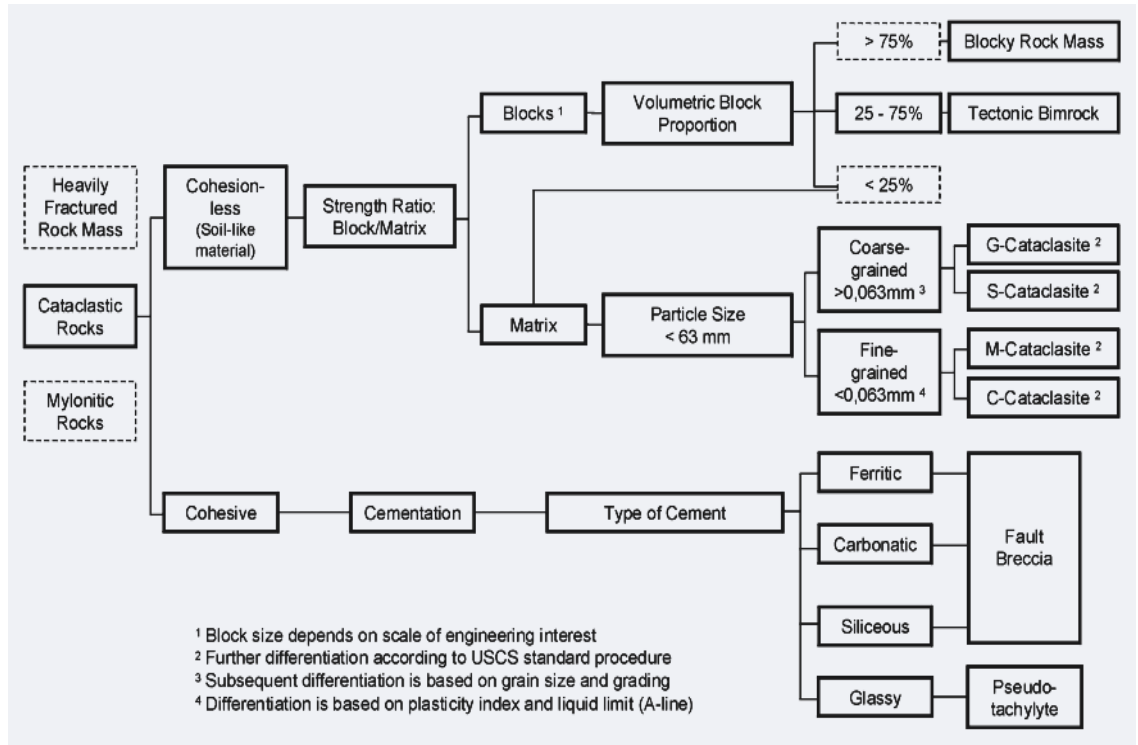 Heavily
Fractured
Rock Mass
Cataclastic
Rocks
Mylonitic
Rocks
Cohesion-
less
(Soil-like
material)
Strength Ratio:
Block/Matrix
Blocks ¹
Volumetric Block
Proportion
> 75%
Blocky Rock Mass
25 - 75%
Tectonic Bimrock
< 25%
Matrix
Particle Size
< 63 mm
Coarse-
grained
>0,063mm ³
G-Cataclasite ²
S-Cataclasite ²
Fine-
grained
<0,063mm ⁴
M-Cataclasite ²
C-Cataclasite ²
Cohesive
Cementation
Type of Cement
Ferritic
Carbonatic
Siliceous
Fault
Breccia
Glassy
Pseudo-
tachylyte
¹ Block size depends on scale of engineering interest
² Further differentiation according to USCS standard procedure
³ Subsequent differentiation is based on grain size and grading
⁴ Differentiation is based on plasticity index and liquid limit (A-line)